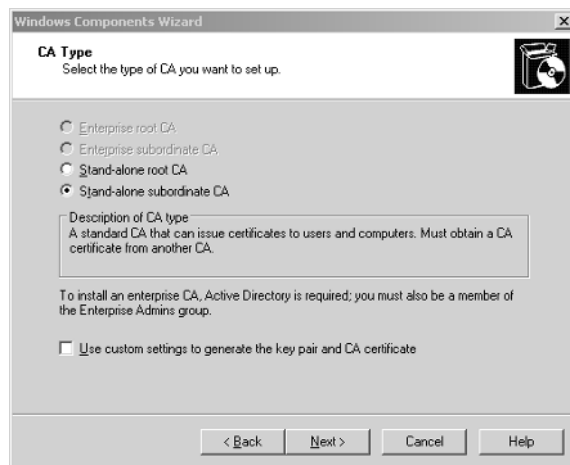 Windows Components Wizard
CA Type
Select the type of CA you want to set up.
Enterprise root CA
Enterprise subordinate CA
Stand-alone root CA
Stand-alone subordinate CA
Description of CA type
A standard CA that can issue certificates to users and computers. Must obtain a CA
certificate from another CA.
To install an enterprise CA, Active Directory is required; you must also be a member of
the Enterprise Admins group.
Use custom settings to generate the key pair and CA certificate
< Back Next > Cancel Help